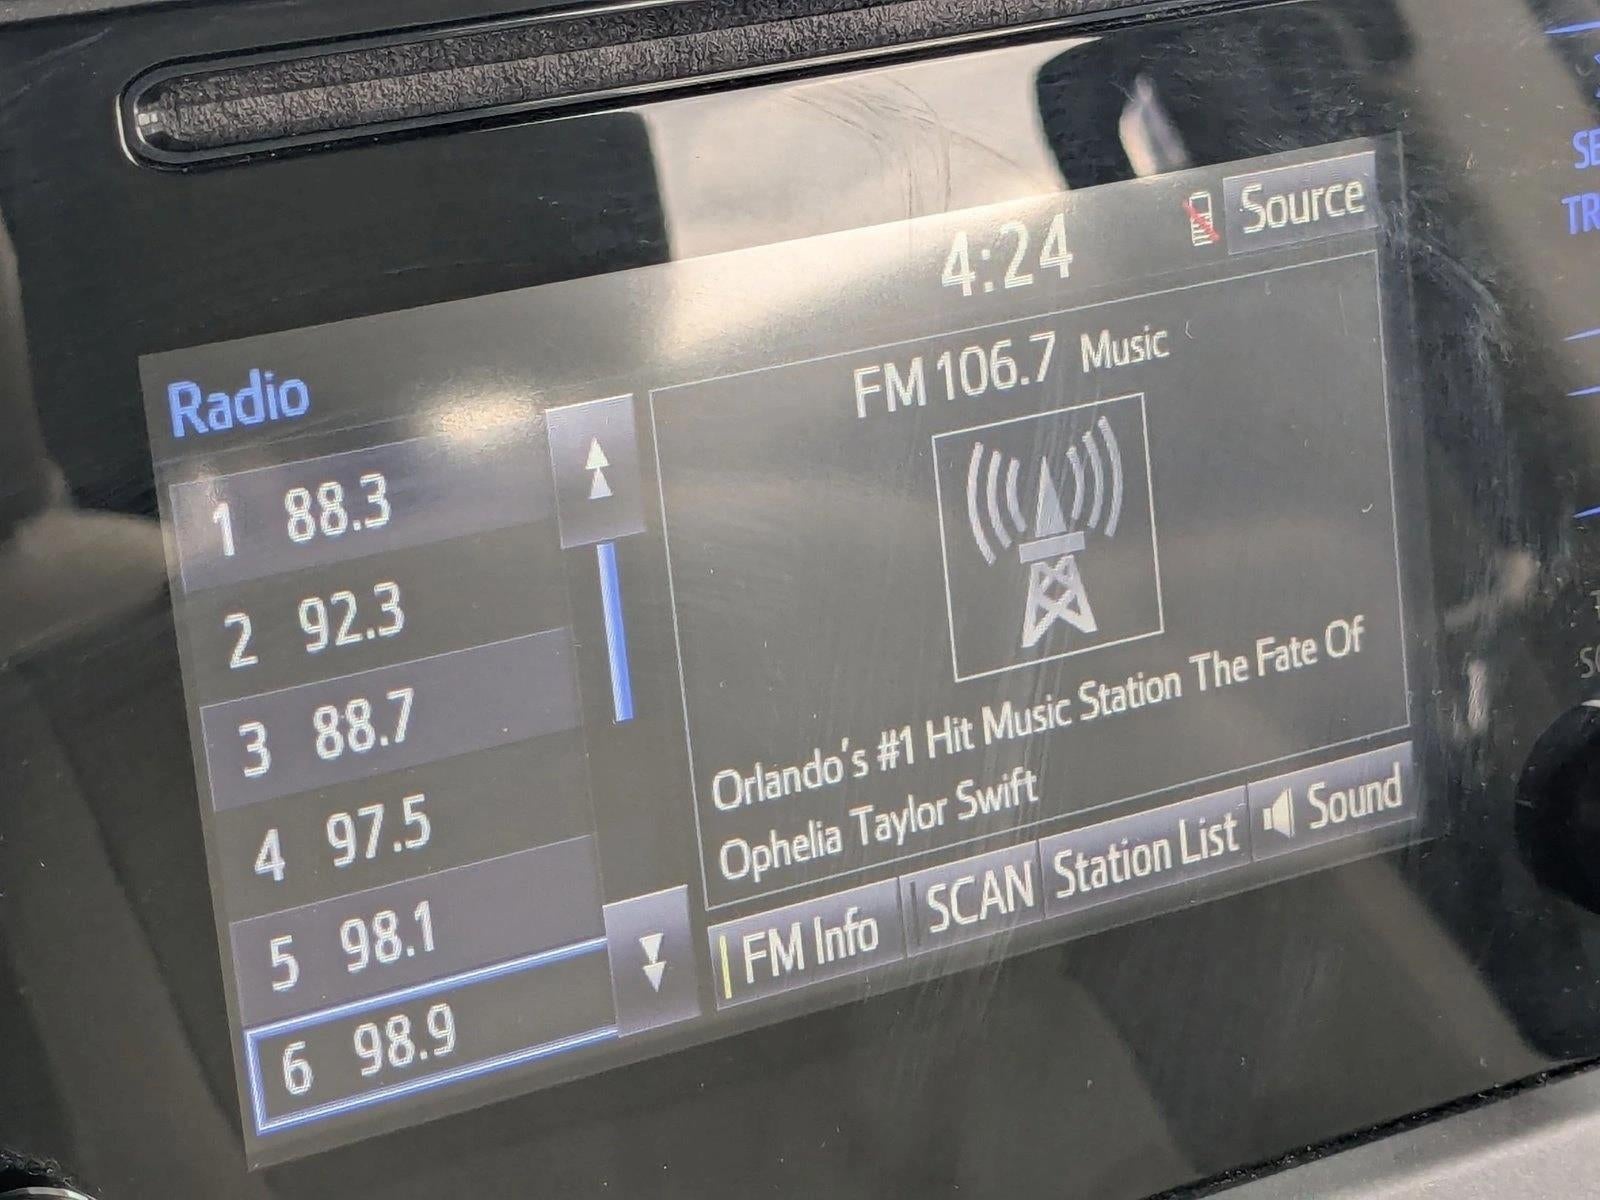 Source
4:24
Radio
FM 106.7 Music
1 88.3
2 92.3
3 88.7
4 97.5
5 98.1
6 98.9
Orlando's #1 Hit Music Station The Fate Of
Ophelia Taylor Swift
FM Info
SCAN
Station List
Sound